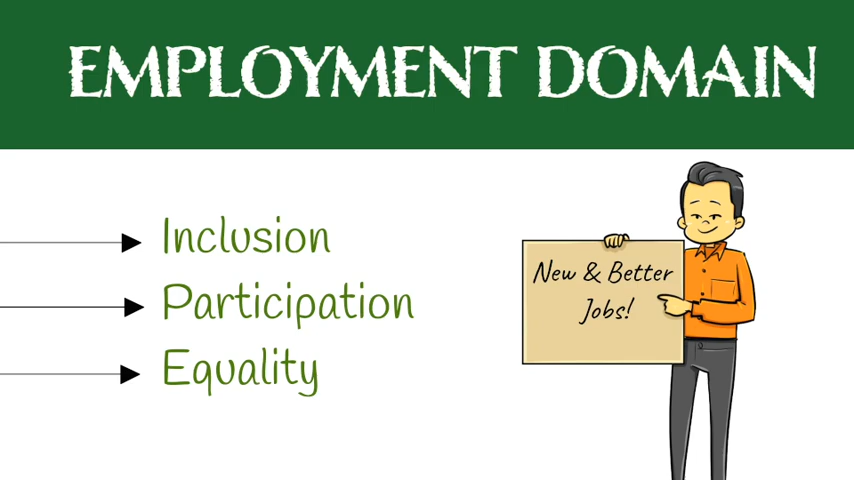 EMPLOYMENT DOMAIN
Inclusion
Participation
Equality
New & Better
Jobs!